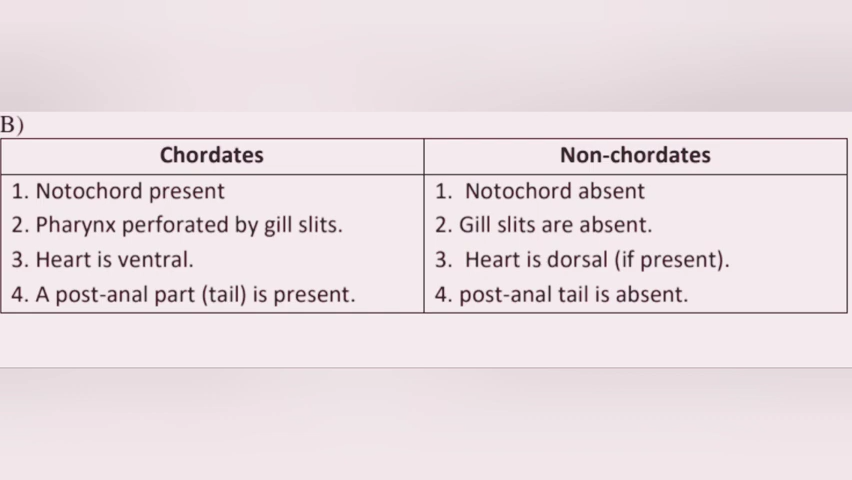 B)
Chordates Non-chordates
1. Notochord present 1. Notochord absent
2. Pharynx perforated by gill slits. 2. Gill slits are absent.
3. Heart is ventral. 3. Heart is dorsal (if present).
4. A post-anal part (tail) is present. 4. post-anal tail is absent.